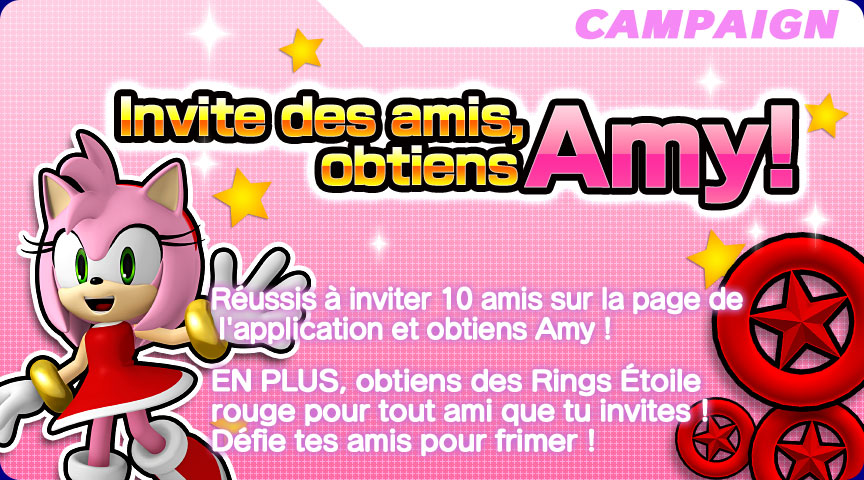 CAMPAIGN
Invite des amis,
obtiens Amy!
Réussis à inviter 10 amis sur la page de
l'application et obtiens Amy !
EN PLUS, obtiens des Rings Étoile
rouge pour tout ami que tu invites !
Défie tes amis pour frimer !